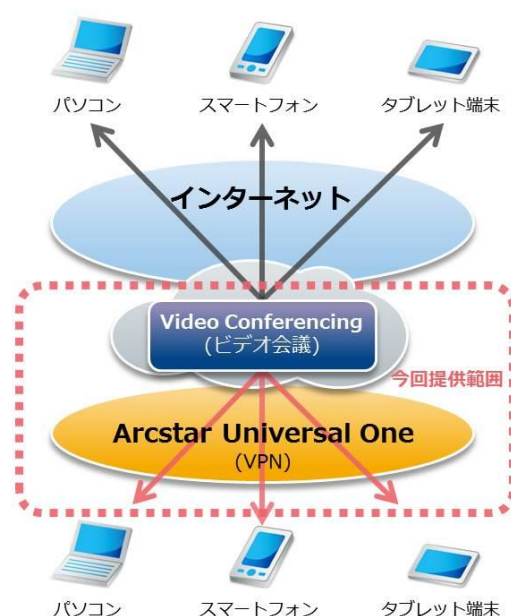 パソコン
スマートフォン
タブレット端末
インターネット
Video Conferencing
(ビデオ会議)
今回提供範囲
Arcstar Universal One
(VPN)
パソコン
スマートフォン
タブレット端末